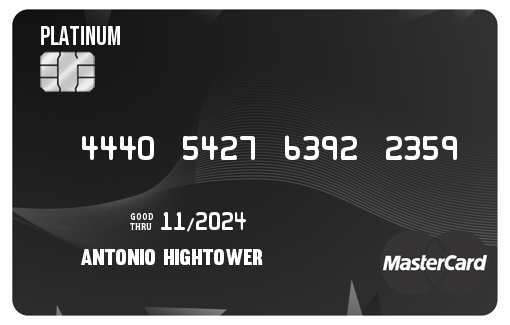 PLATINUM
4440 5427 6392 2359
GOOD THRU 11/2024
ANTONIO HIGHTOWER
MasterCard